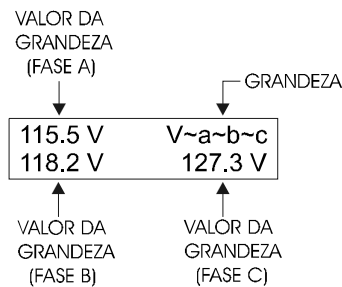 VALOR DA
GRANDEZA
(FASE A)
GRANDEZA
115.5 V V~a~b~c
118.2 V 127.3 V
VALOR DA
GRANDEZA
(FASE B)
VALOR DA
GRANDEZA
(FASE C)